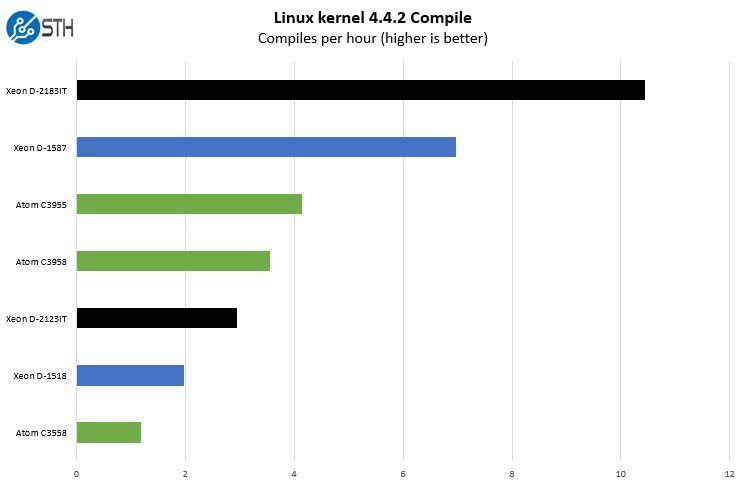 STH
Linux kernel 4.4.2 Compile
Compiles per hour (higher is better)
Xeon D-2183IT
Xeon D-1587
Atom C3955
Atom C3958
Xeon D-2123IT
Xeon D-1518
Atom C3558
0 2 4 6 8 10 12